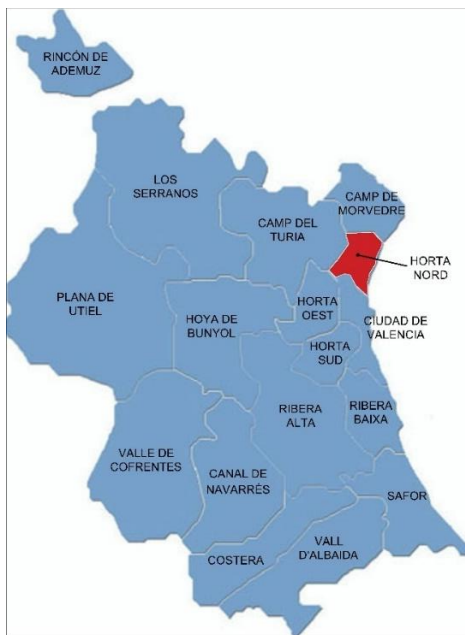 RINCÓN DE
ADEMUZ
LOS
SERRANOS
CAMP DE
MORVEDRE
CAMP DEL
TURIA
HORTA
NORD
PLANA DE
UTIEL
HOYA DE
BUNYOL
HORTA
OEST
CIUDAD DE
VALENCIA
HORTA
SUD
RIBERA
ALTA
RIBERA
BAIXA
VALLE DE
COFRENTES
CANAL DE
NAVARRÉS
SAFOR
COSTERA
VALL
D'ALBAIDA